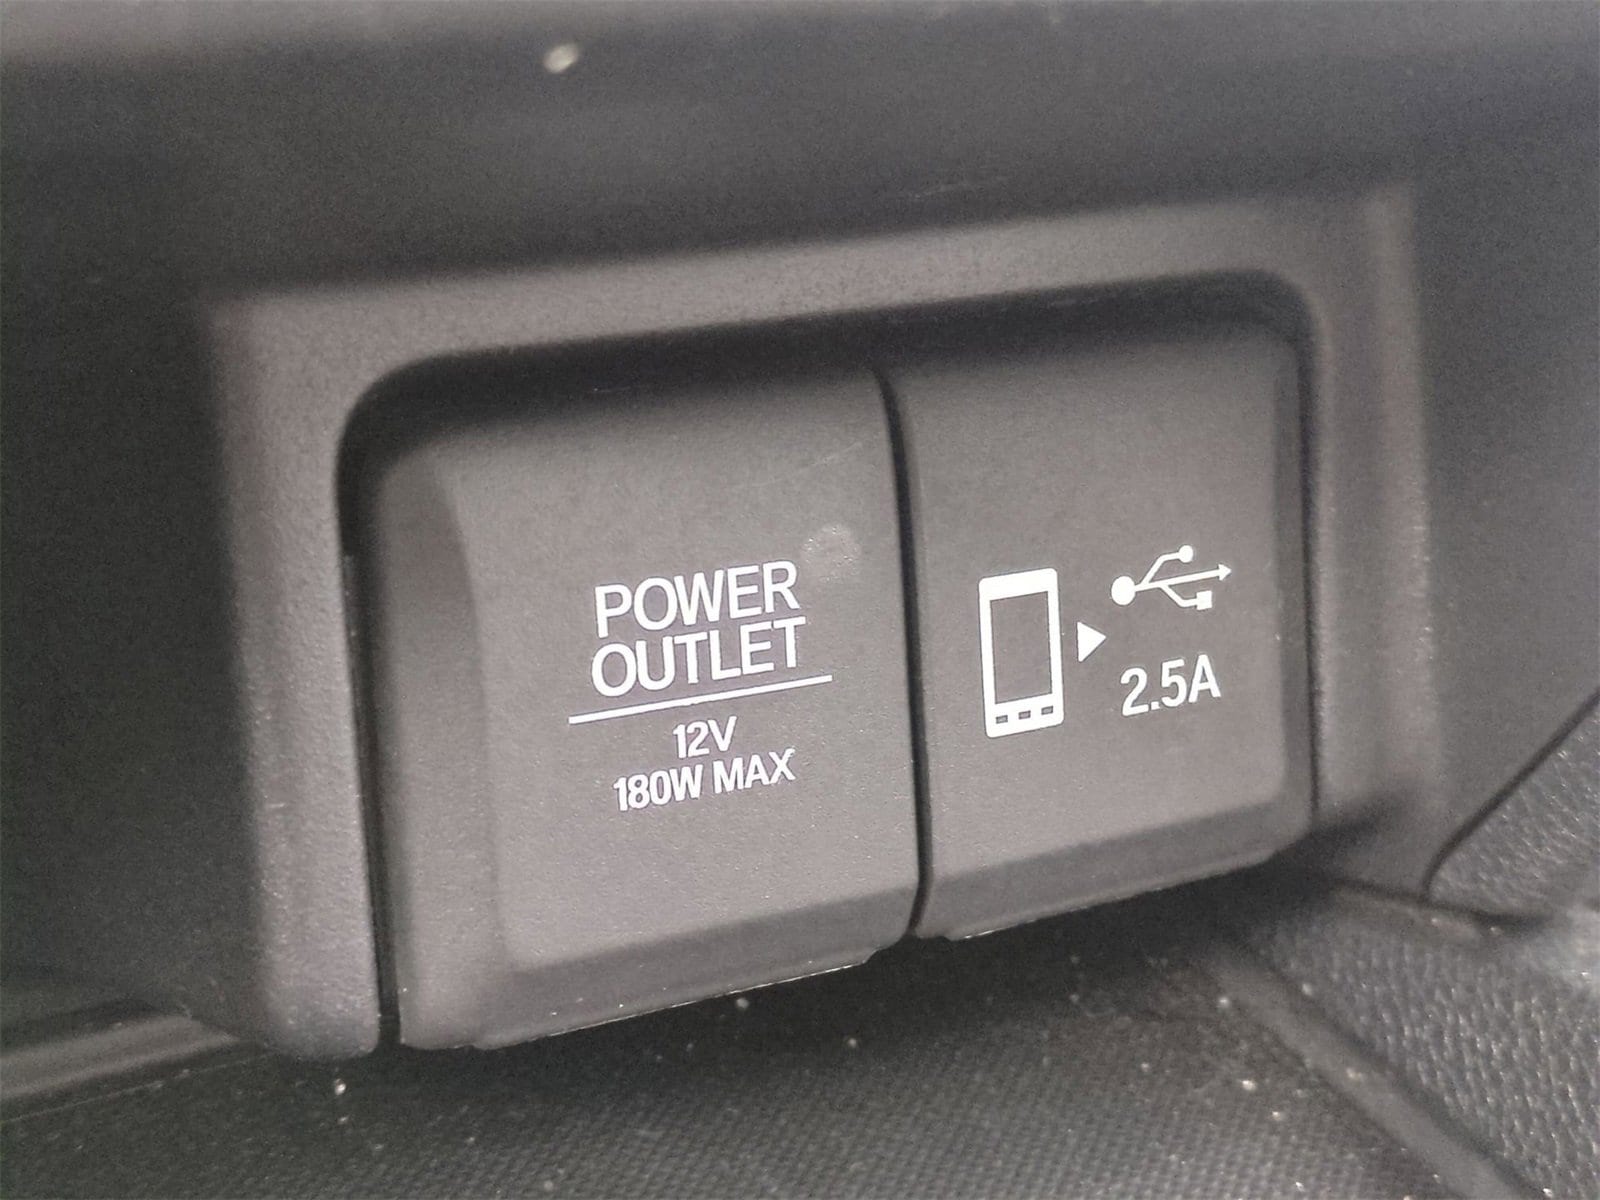 POWER
OUTLET
12V
180W MAX
2.5A